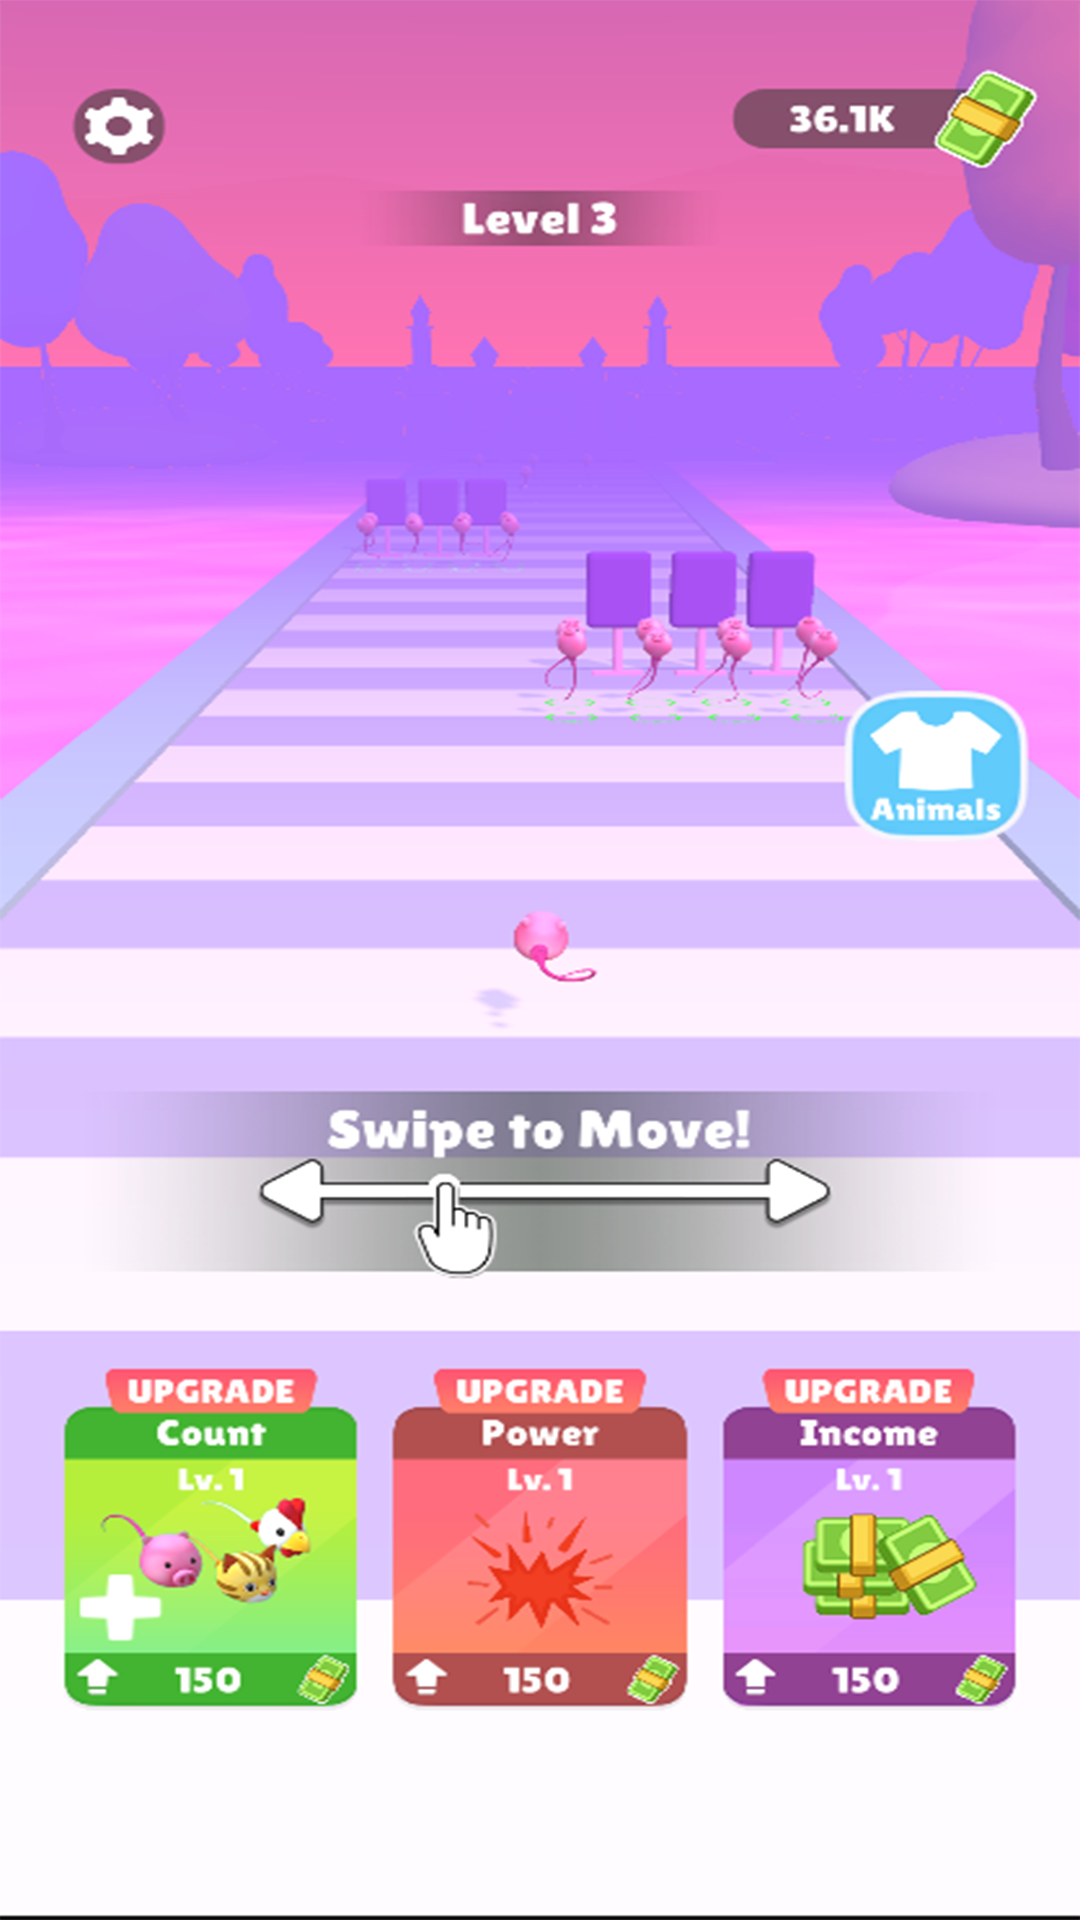 36.1K
Level 3
Animals
Swipe to Move!
UPGRADE
Count
Lv. 1
150
UPGRADE
Power
Lv. 1
150
UPGRADE
Income
Lv. 1
150